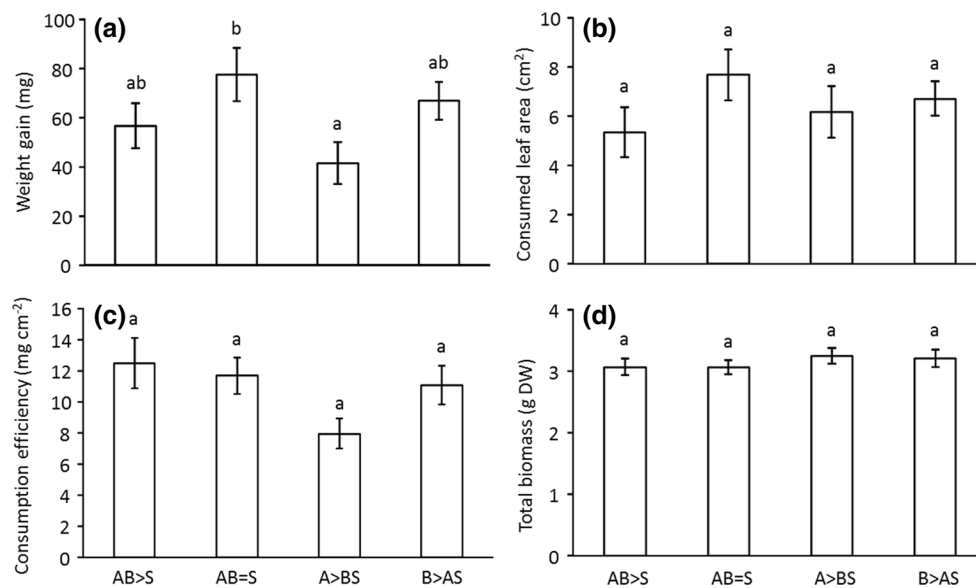 (a)
Weight gain (mg)
100
80
60
40
20
0
ab
b
a
ab
(b)
Consumed leaf area (cm²)
10
8
6
4
2
0
a
a
a
a
(c)
Consumption efficiency (mg cm⁻²)
16
14
12
10
8
6
4
2
0
a
a
a
a
AB>S
AB=S
A>BS
B>AS
(d)
Total biomass (g DW)
4
3
2
1
0
a
a
a
a
AB>S
AB=S
A>BS
B>AS